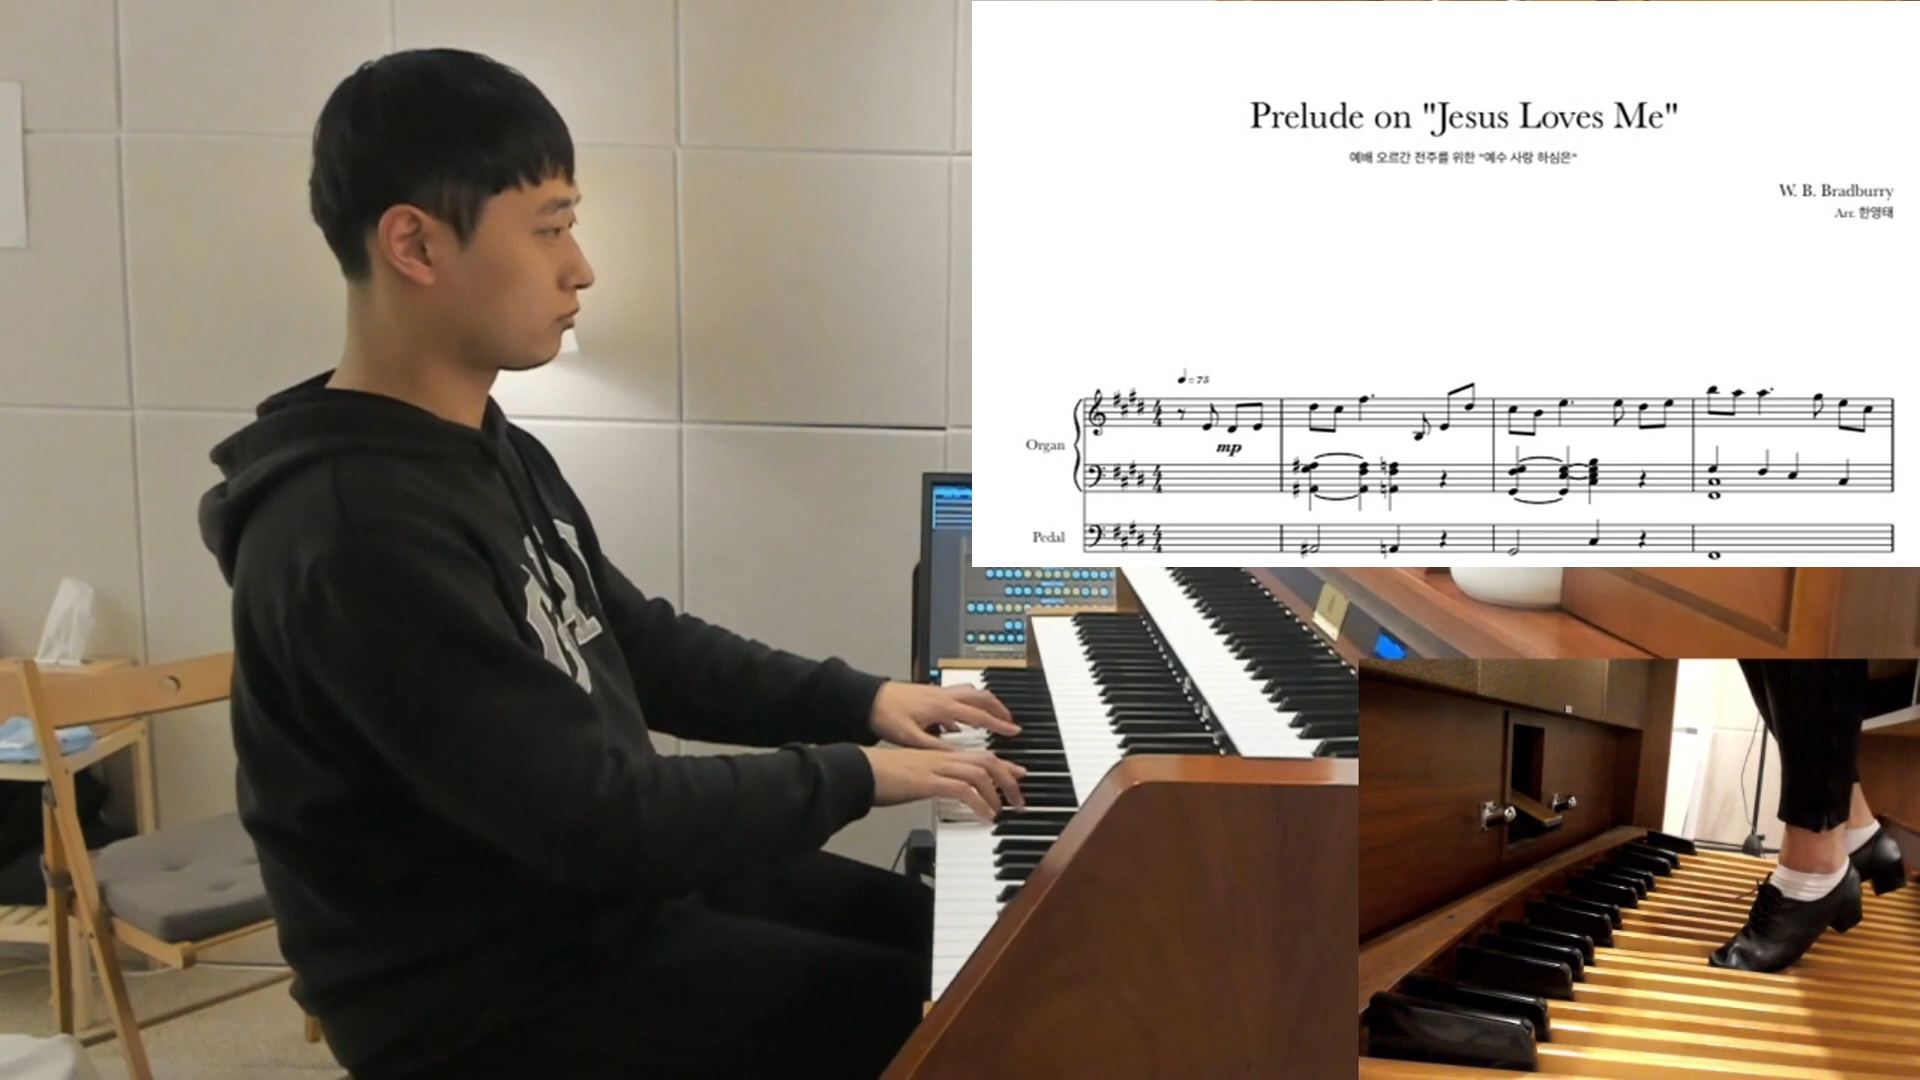 Prelude on "Jesus Loves Me"
예배 오르간 전주를 위한 "예수 사랑 하심은"
W. B. Bradburry
Arr. 한영태
= 75
mp
Organ
Pedal